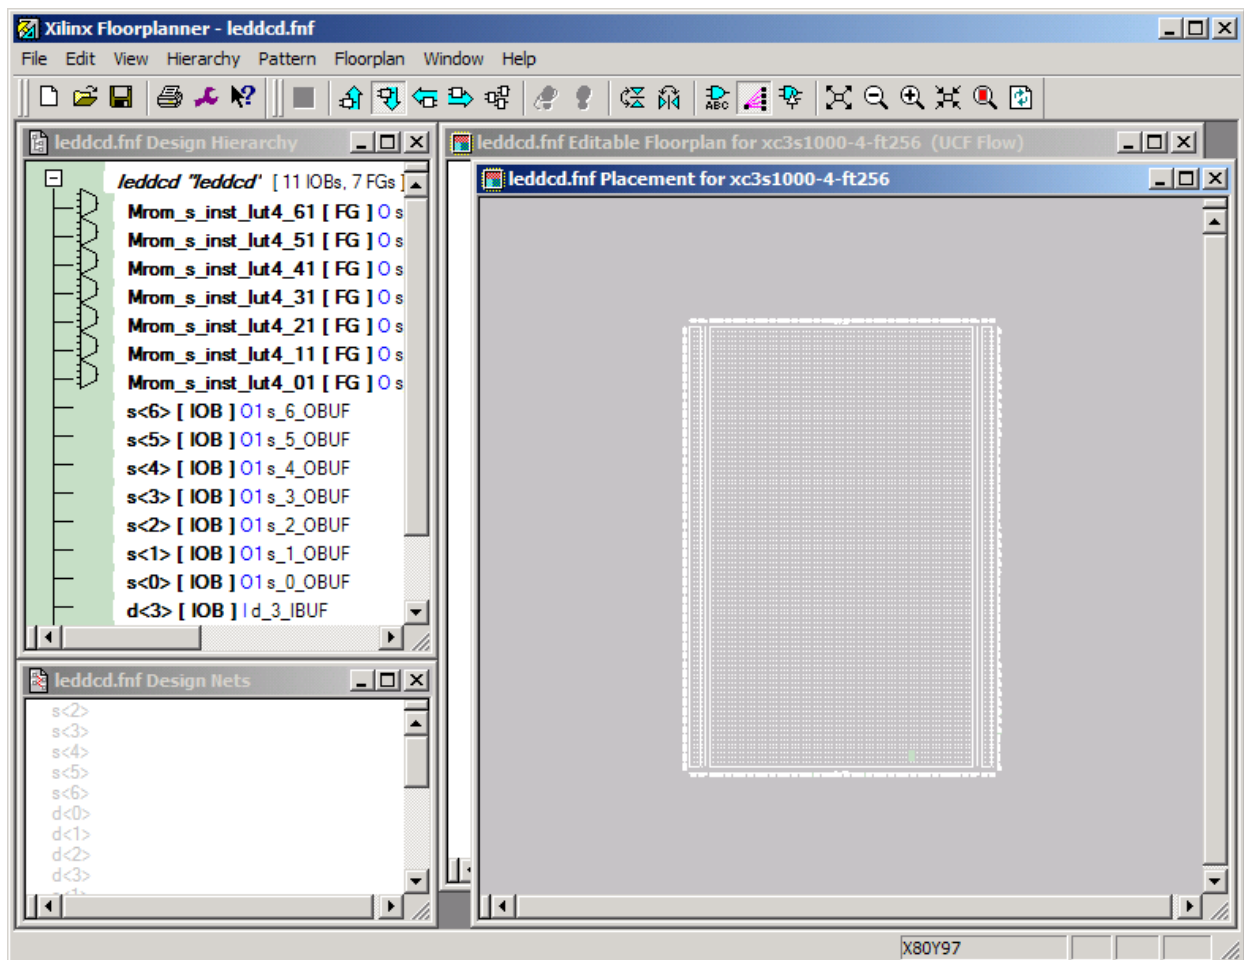 Xilinx Floorplanner - leddcd.fnf
File Edit View Hierarchy Pattern Floorplan Window Help
ABC
leddcd.fnf Design Hierarchy
leddcd "leddcd" [ 11 IOBs, 7 FGs ]
Mrom_s_inst_lut4_61 [ FG ] O s
Mrom_s_inst_lut4_51 [ FG ] O s
Mrom_s_inst_lut4_41 [ FG ] O s
Mrom_s_inst_lut4_31 [ FG ] O s
Mrom_s_inst_lut4_21 [ FG ] O s
Mrom_s_inst_lut4_11 [ FG ] O s
Mrom_s_inst_lut4_01 [ FG ] O s
s<6> [ IOB ] O1 s_6_OBUF
s<5> [ IOB ] O1 s_5_OBUF
s<4> [ IOB ] O1 s_4_OBUF
s<3> [ IOB ] O1 s_3_OBUF
s<2> [ IOB ] O1 s_2_OBUF
s<1> [ IOB ] O1 s_1_OBUF
s<0> [ IOB ] O1 s_0_OBUF
d<3> [ IOB ] I d_3_IBUF
leddcd.fnf Design Nets
s<2>
s<3>
s<4>
s<5>
s<6>
d<0>
d<1>
d<2>
d<3>
leddcd.fnf Editable Floorplan for xc3s1000-4-ft256 (UCF Flow)
leddcd.fnf Placement for xc3s1000-4-ft256
X80Y97